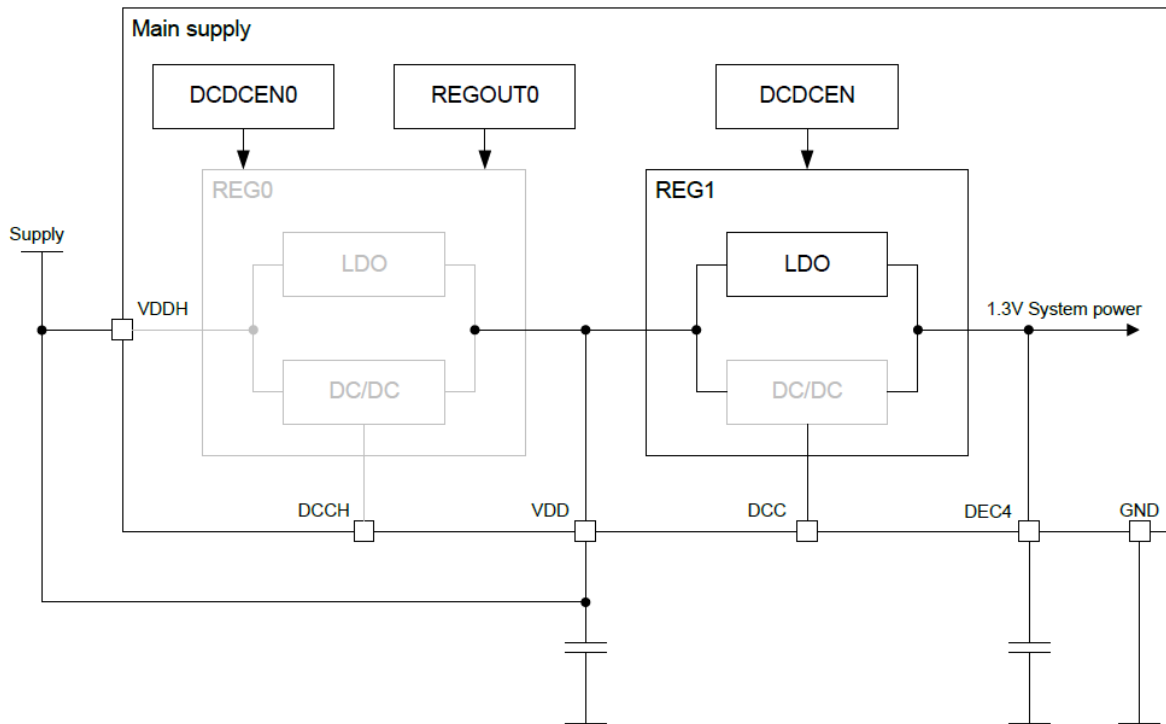 Main supply
DCDCEN0
REGOUT0
DCDCEN
REG0
REG1
Supply
LDO
LDO
VDDH
1.3V System power
DC/DC
DC/DC
DCCH
VDD
DCC
DEC4
GND